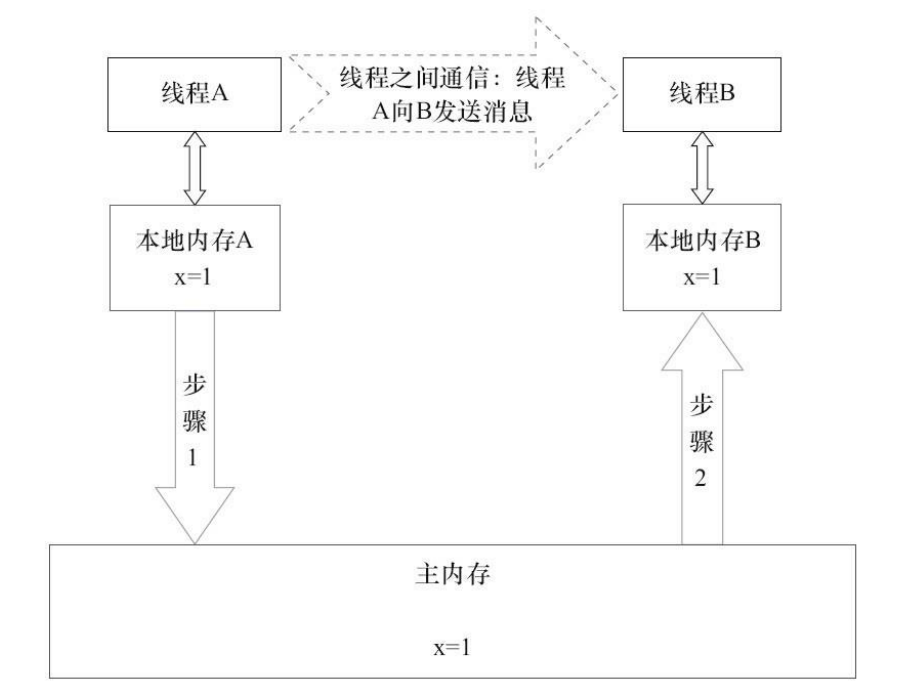 线程A
线程之间通信：线程
A向B发送消息
线程B
本地内存A
x=1
本地内存B
x=1
步
骤
1
步
骤
2
主内存
x=1